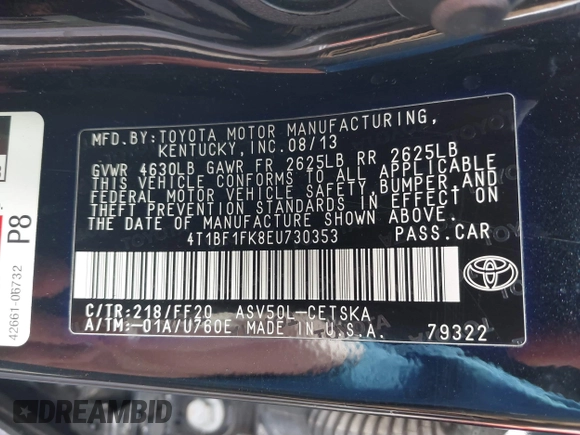 MFD.BY:TOYOTA MOTOR MANUFACTURING,
KENTUCKY,INC.08/13
GVWR 4630LB GAWR FR 2625LB RR 2625LB
THIS VEHICLE CONFORMS TO ALL APPLICABLE
FEDERAL MOTOR VEHICLE SAFETY,BUMPER,AND
THEFT PREVENTION STANDARDS IN EFFECT ON
THE DATE OF MANUFACTURE SHOWN ABOVE.
4T1BF1FK8EU730353 PASS.CAR
C/TR:218/FF20 ASV50L-CETSKA
A/TM:-01A/U760E MADE IN U.S.A. 79322
TOYOTA
P8
42661-06732
DREAMBID